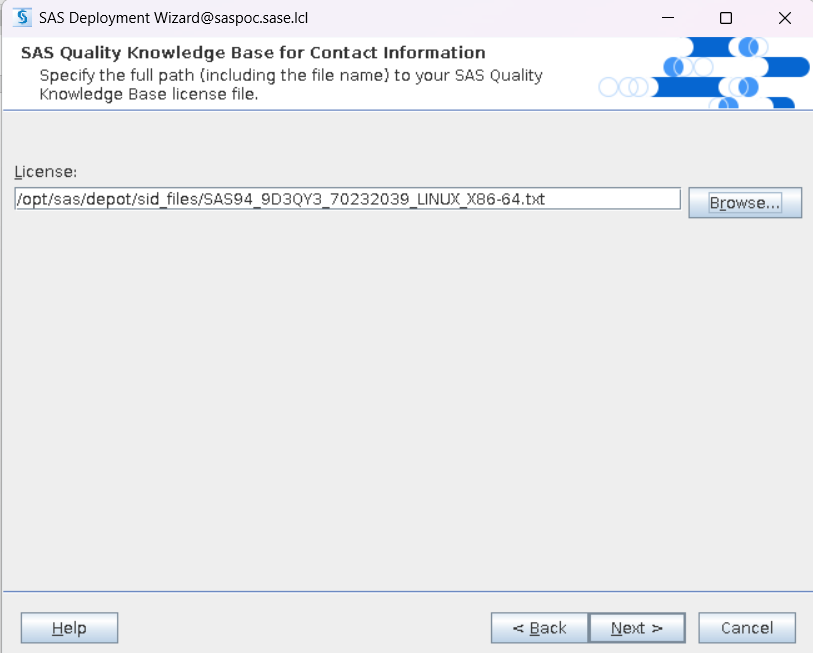 SAS Deployment Wizard@saspoc.sase.lcl
SAS Quality Knowledge Base for Contact Information
Specify the full path (including the file name) to your SAS Quality
Knowledge Base license file.
License:
/opt/sas/depot/sid_files/SAS94_9D3QY3_70232039_LINUX_X86-64.txt
Browse...
Help
< Back
Next >
Cancel